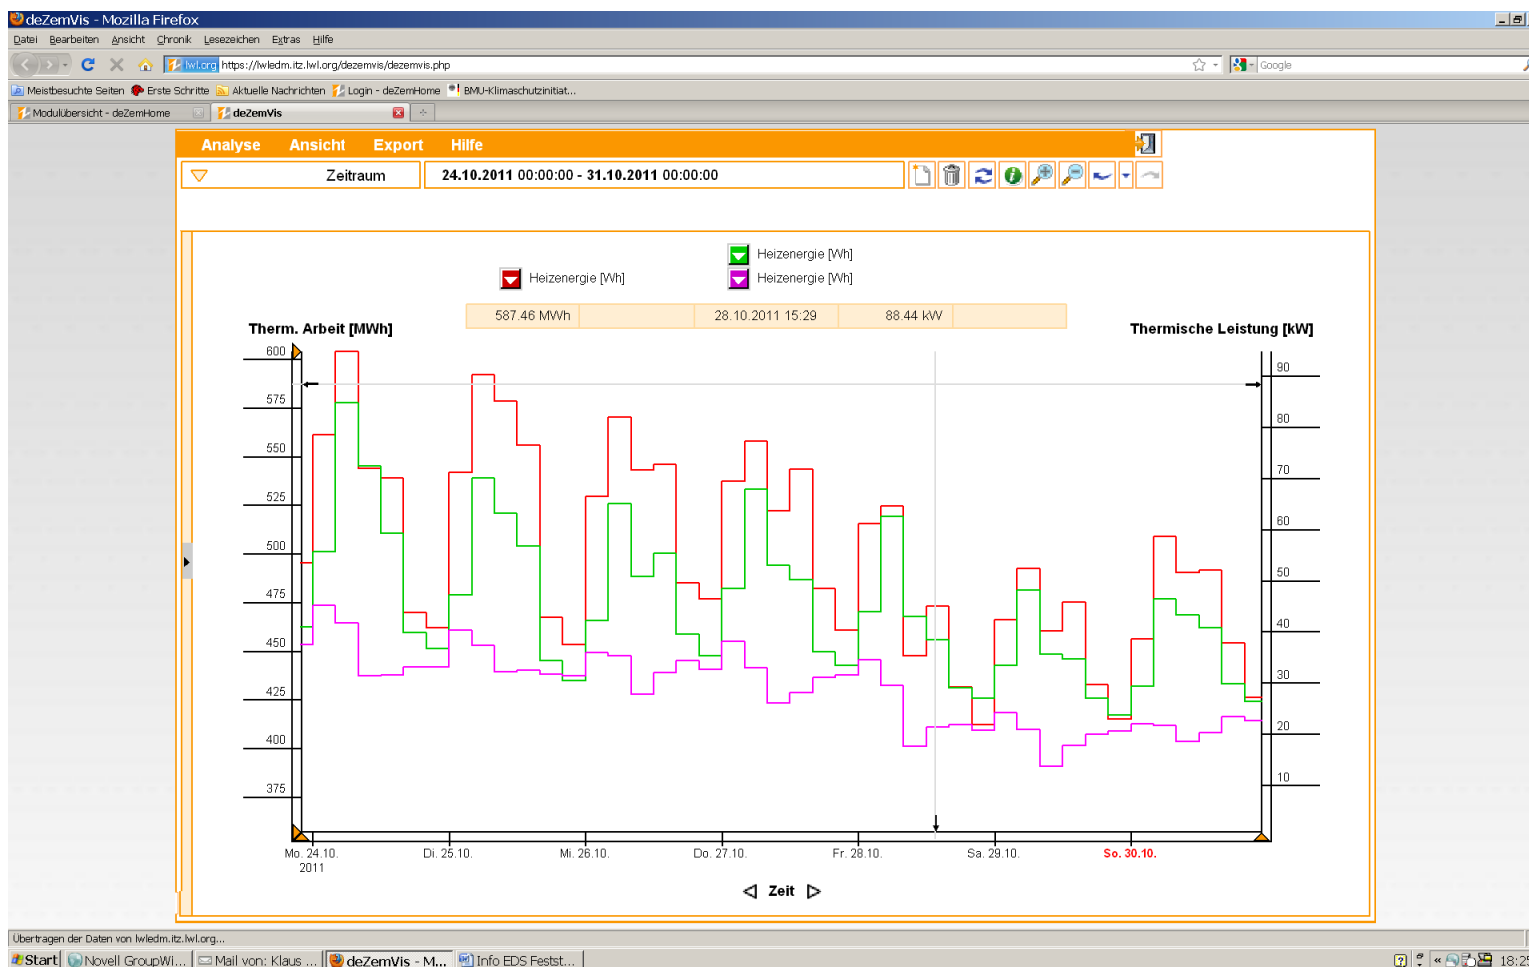 deZemVis - Mozilla Firefox
Datei Bearbeiten Ansicht Chronik Lesezeichen Extras Hilfe
lwl.org https://lwledm.itz.lwl.org/dezemvis/dezemvis.php
Google
Meistbesuchte Seiten Erste Schritte Aktuelle Nachrichten Login - deZemHome BMU-Klimaschutzinitiat...
Modulübersicht - deZemHome deZemVis
Analyse Ansicht Export Hilfe
Zeitraum 24.10.2011 00:00:00 - 31.10.2011 00:00:00
Heizenergie [Wh]
Heizenergie [Wh] Heizenergie [Wh]
587.46 MWh 28.10.2011 15:29 88.44 kW
Therm. Arbeit [MWh] Thermische Leistung [kW]
600
90
575
80
550
70
525
60
500
50
475
40
450
30
425
20
400
10
375
Mo. 24.10. Di. 25.10. Mi. 26.10. Do. 27.10. Fr. 28.10. Sa. 29.10. So. 30.10.
2011
Zeit
Übertragen der Daten von lwledm.itz.lwl.org...
Start Novell GroupWi... Mail von: Klaus ... deZemVis - M... Info EDS Festst... « 18:25